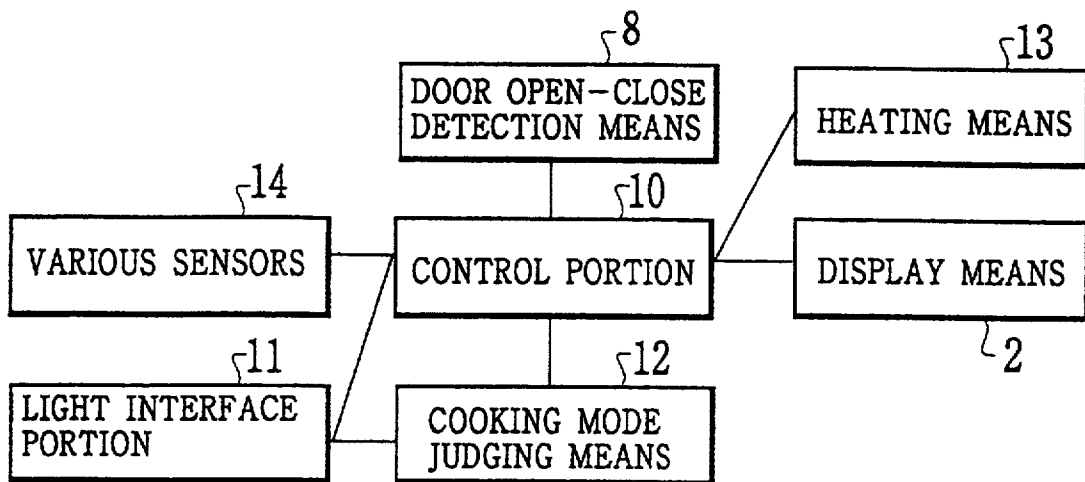 8
DOOR OPEN-CLOSE
DETECTION MEANS
13
HEATING MEANS
14
VARIOUS SENSORS
10
CONTROL PORTION
DISPLAY MEANS
2
11
LIGHT INTERFACE
PORTION
12
COOKING MODE
JUDGING MEANS